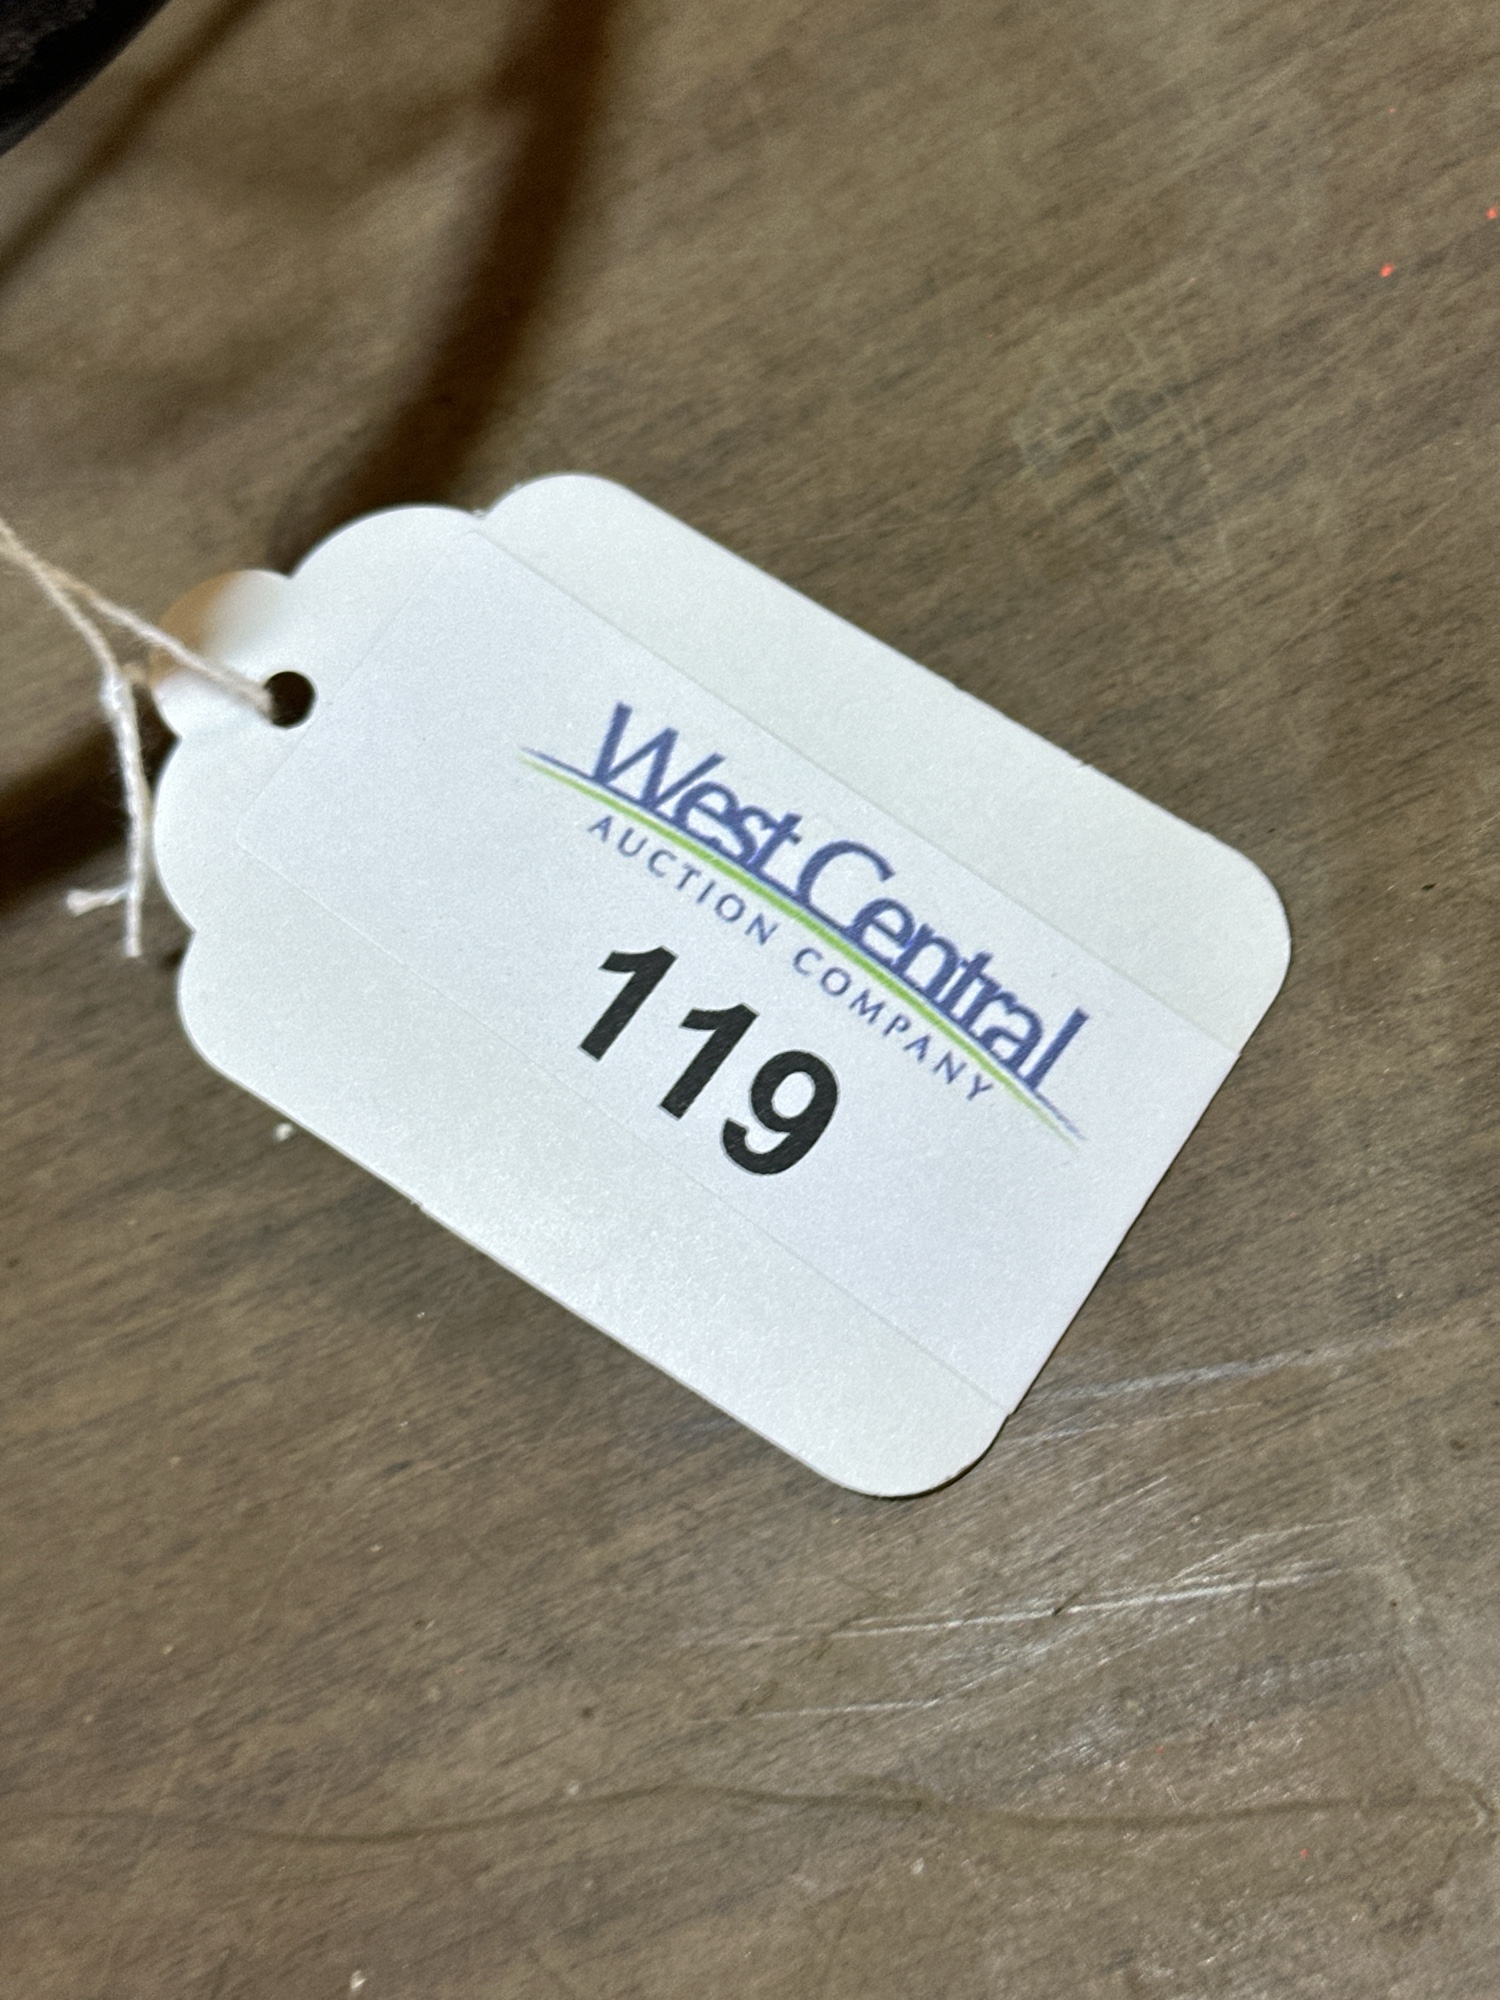 West Central
AUCTION COMPANY
119